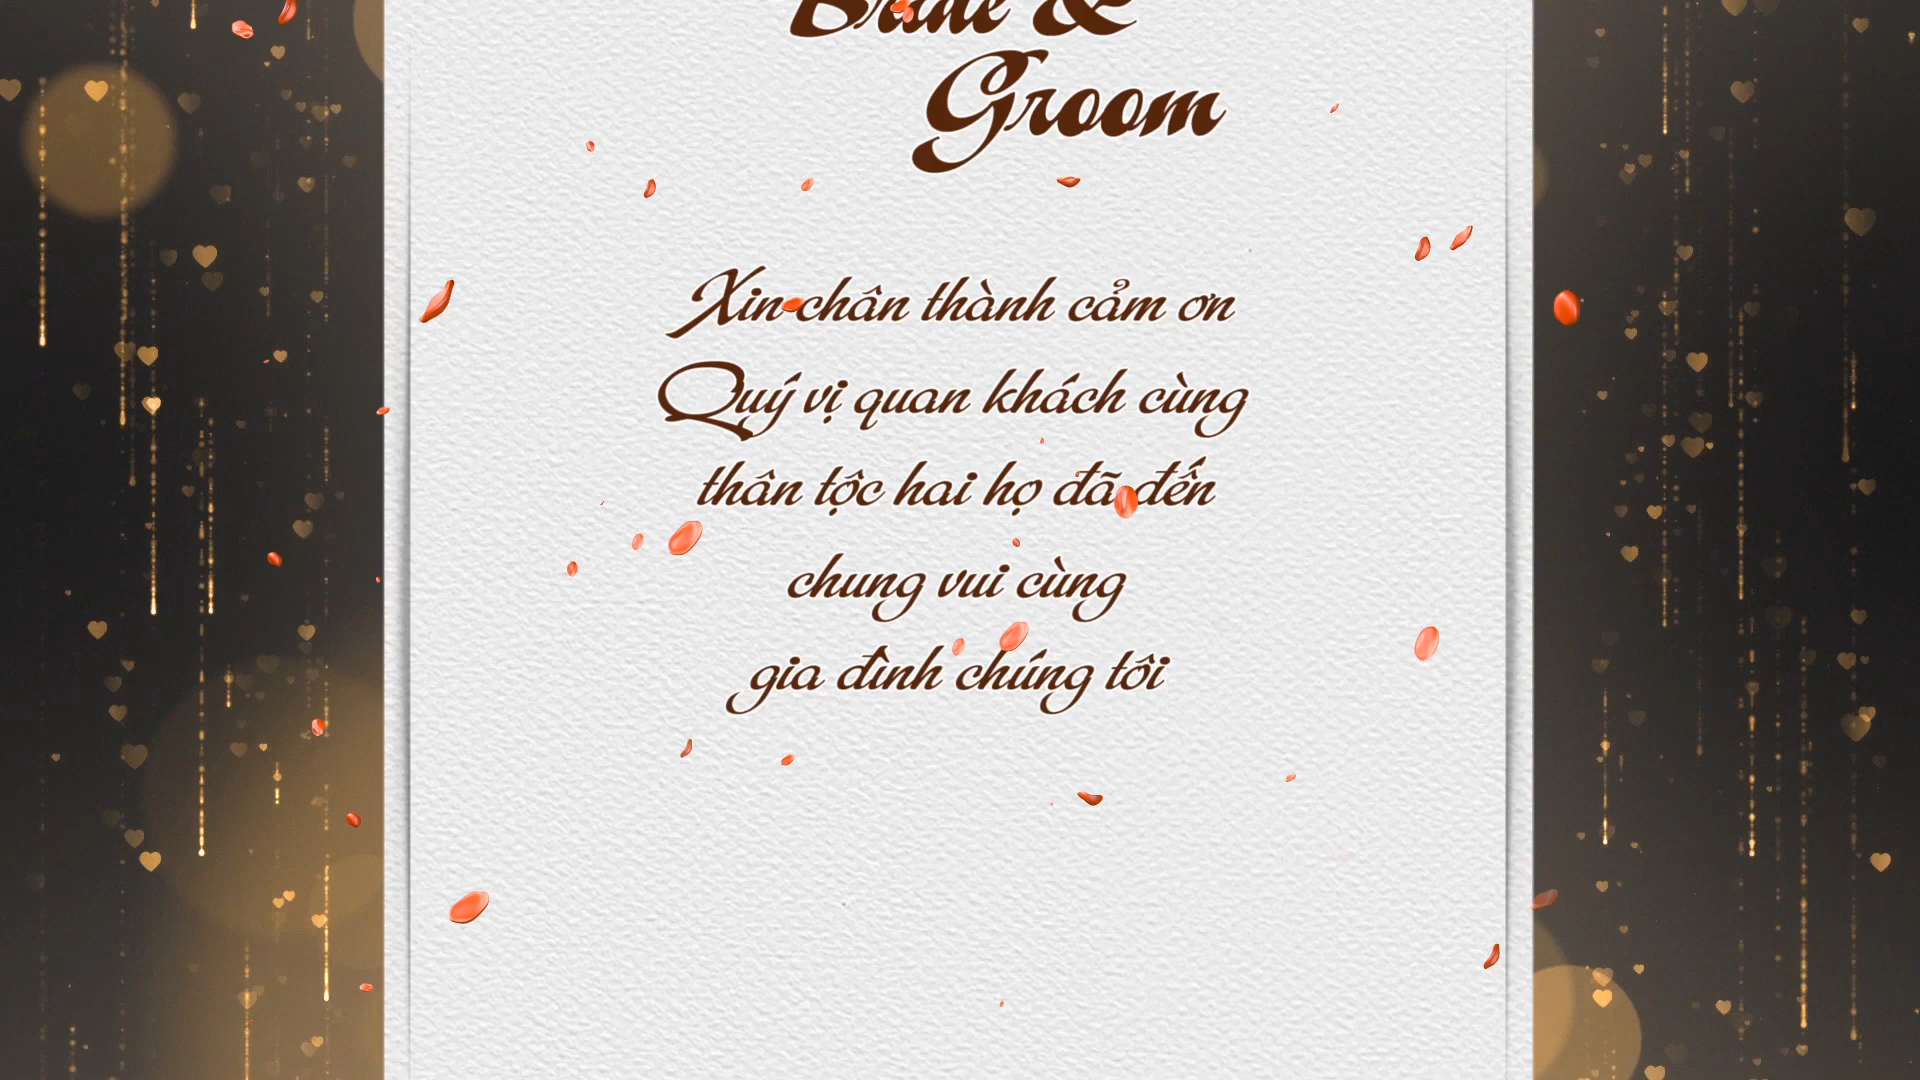 Bride &
Groom
Xin chân thành cảm ơn
Quý vị quan khách cùng
thân tộc hai họ đã đến
chung vui cùng
gia đình chúng tôi